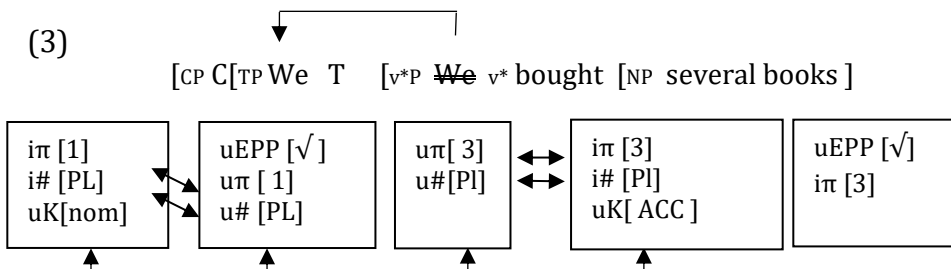 (3)
[CP C[TP We T [v*P We v* bought [NP several books ]
iπ [1]
i# [PL]
uK[nom]
uEPP [√ ]
uπ [ 1]
u# [PL]
uπ[ 3]
u#[Pl]
iπ [3]
i# [Pl]
uK[ ACC ]
uEPP [√]
iπ [3]